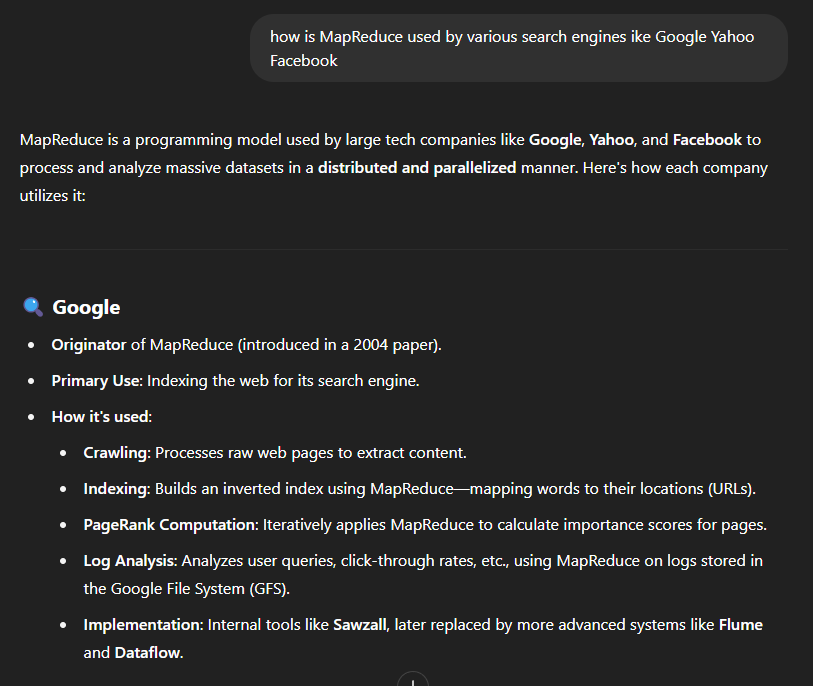 how is MapReduce used by various search engines ike Google Yahoo
Facebook
MapReduce is a programming model used by large tech companies like Google, Yahoo, and Facebook to
process and analyze massive datasets in a distributed and parallelized manner. Here's how each company
utilizes it:
Google
Originator of MapReduce (introduced in a 2004 paper).
Primary Use: Indexing the web for its search engine.
How it's used:
Crawling: Processes raw web pages to extract content.
Indexing: Builds an inverted index using MapReduce—mapping words to their locations (URLs).
PageRank Computation: Iteratively applies MapReduce to calculate importance scores for pages.
Log Analysis: Analyzes user queries, click-through rates, etc., using MapReduce on logs stored in
the Google File System (GFS).
Implementation: Internal tools like Sawzall, later replaced by more advanced systems like Flume
and Dataflow.